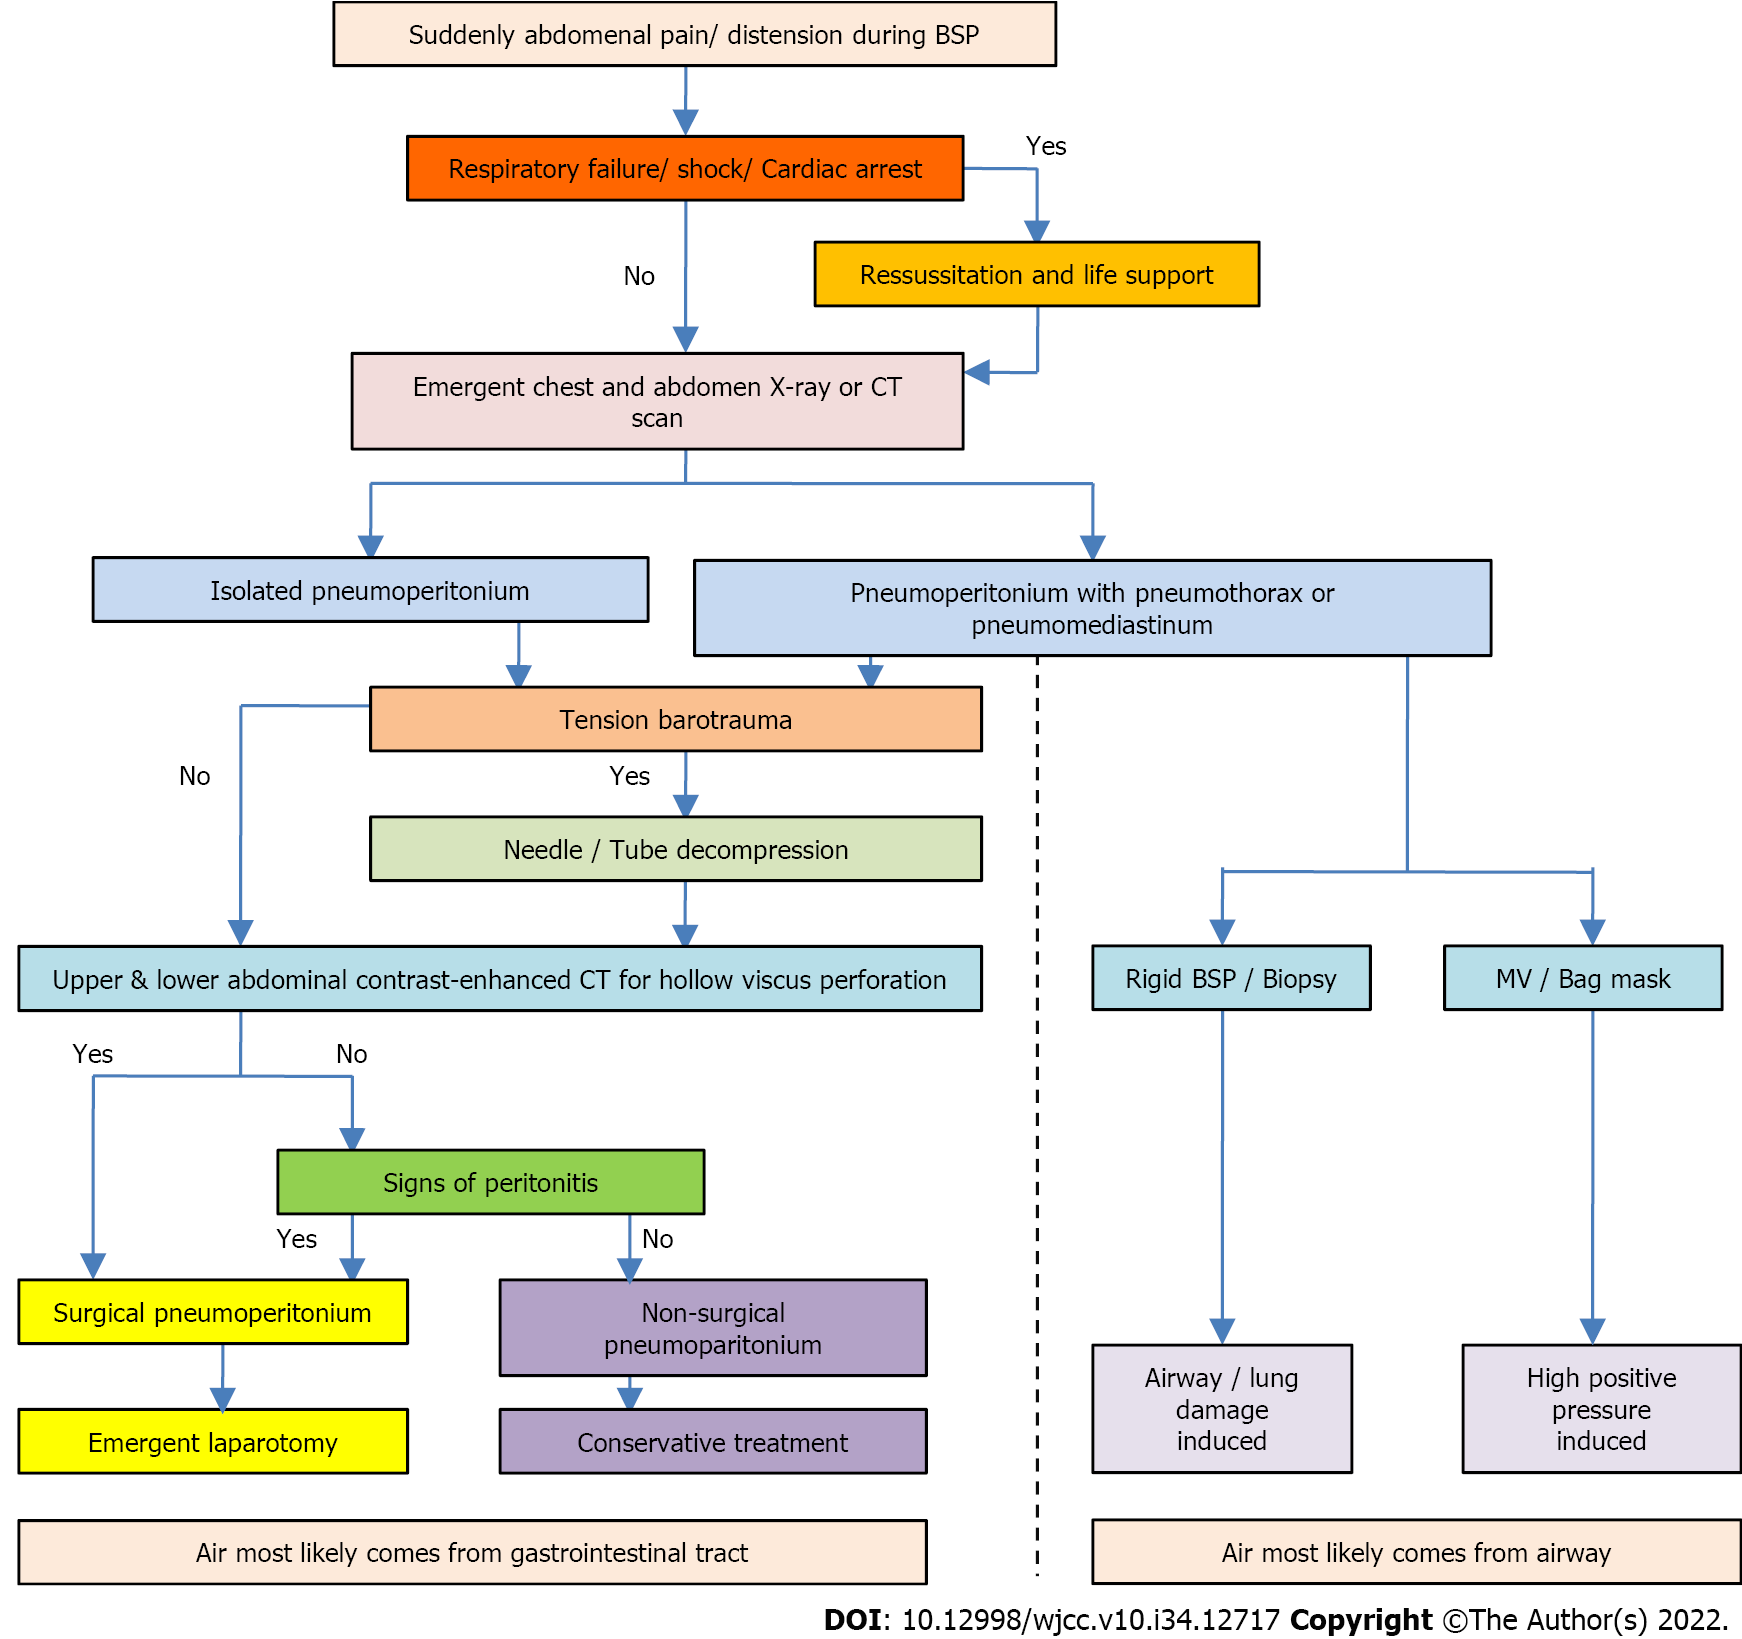 Suddenly abdomenal pain/ distension during BSP
Yes
Respiratory failure/ shock/ Cardiac arrest
No
Ressussitation and life support
Emergent chest and abdomen X-ray or CT
scan
Isolated pneumoperitonium
Pneumoperitonium with pneumothorax or
pneumomediastinum
Tension barotrauma
No
Yes
Needle / Tube decompression
Upper & lower abdominal contrast-enhanced CT for hollow viscus perforation
Rigid BSP / Biopsy
MV / Bag mask
Yes
No
Signs of peritonitis
Yes
No
Surgical pneumoperitonium
Non-surgical
pneumoparitonium
Airway / lung
damage
induced
High positive
pressure
induced
Emergent laparotomy
Conservative treatment
Air most likely comes from gastrointestinal tract
Air most likely comes from airway
DOI: 10.12998/wjcc.v10.i34.12717 Copyright ©The Author(s) 2022.